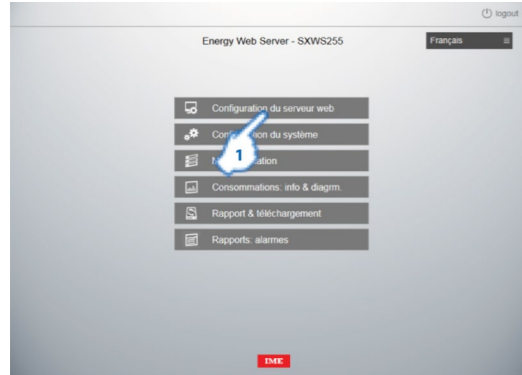 logout
Energy Web Server - SXWS255
Français
Configuration du serveur web
du système
1
Consommations: info & diagrm.
Rapport & téléchargement
Rapports: alarmes
IME